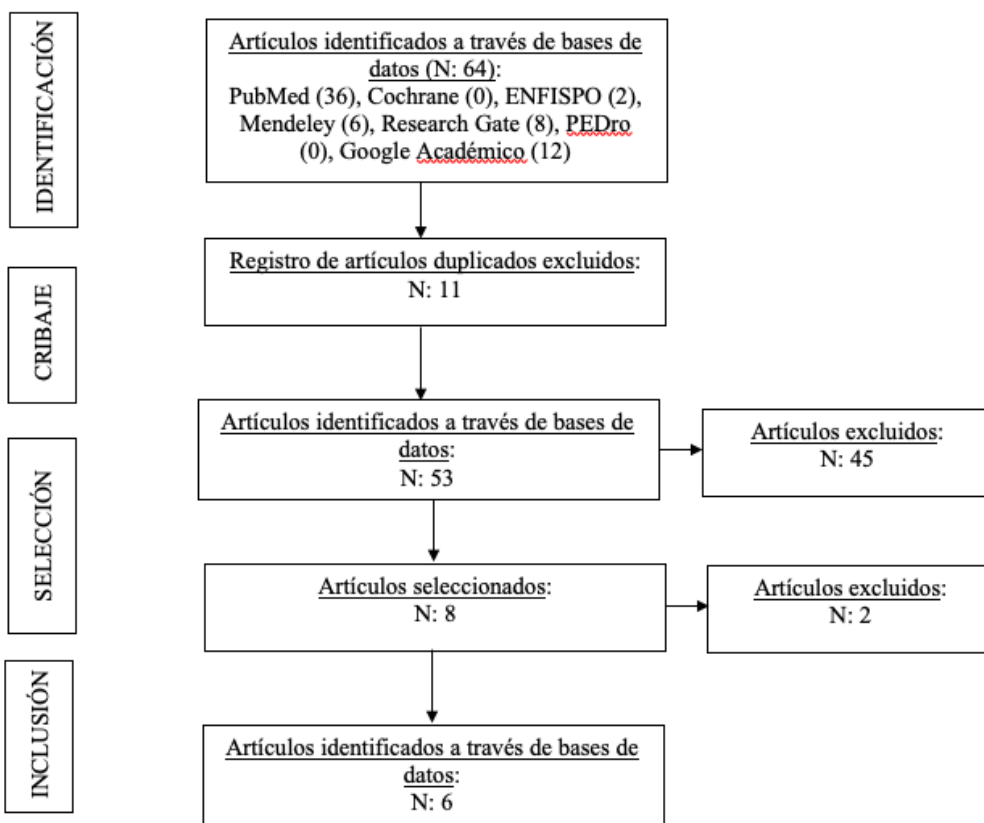 IDENTIFICACIÓN
Artículos identificados a través de bases de
datos (N: 64):
PubMed (36), Cochrane (0), ENFISPO (2),
Mendeley (6), Research Gate (8), PEDro
(0), Google Académico (12)
CRIBAJE
Registro de artículos duplicados excluidos:
N: 11
SELECCIÓN
Artículos identificados a través de bases de
datos:
N: 53
Artículos excluidos:
N: 45
Artículos seleccionados:
N: 8
Artículos excluidos:
N: 2
INCLUSIÓN
Artículos identificados a través de bases de
datos:
N: 6